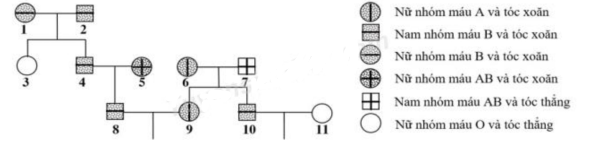 1 2
Nữ nhóm máu A và tóc xoăn
Nam nhóm máu B và tóc xoăn
3 4 5 6 7
Nữ nhóm máu B và tóc xoăn
Nữ nhóm máu AB và tóc xoăn
Nam nhóm máu AB và tóc thẳng
8 9 10 11
Nữ nhóm máu O và tóc thẳng